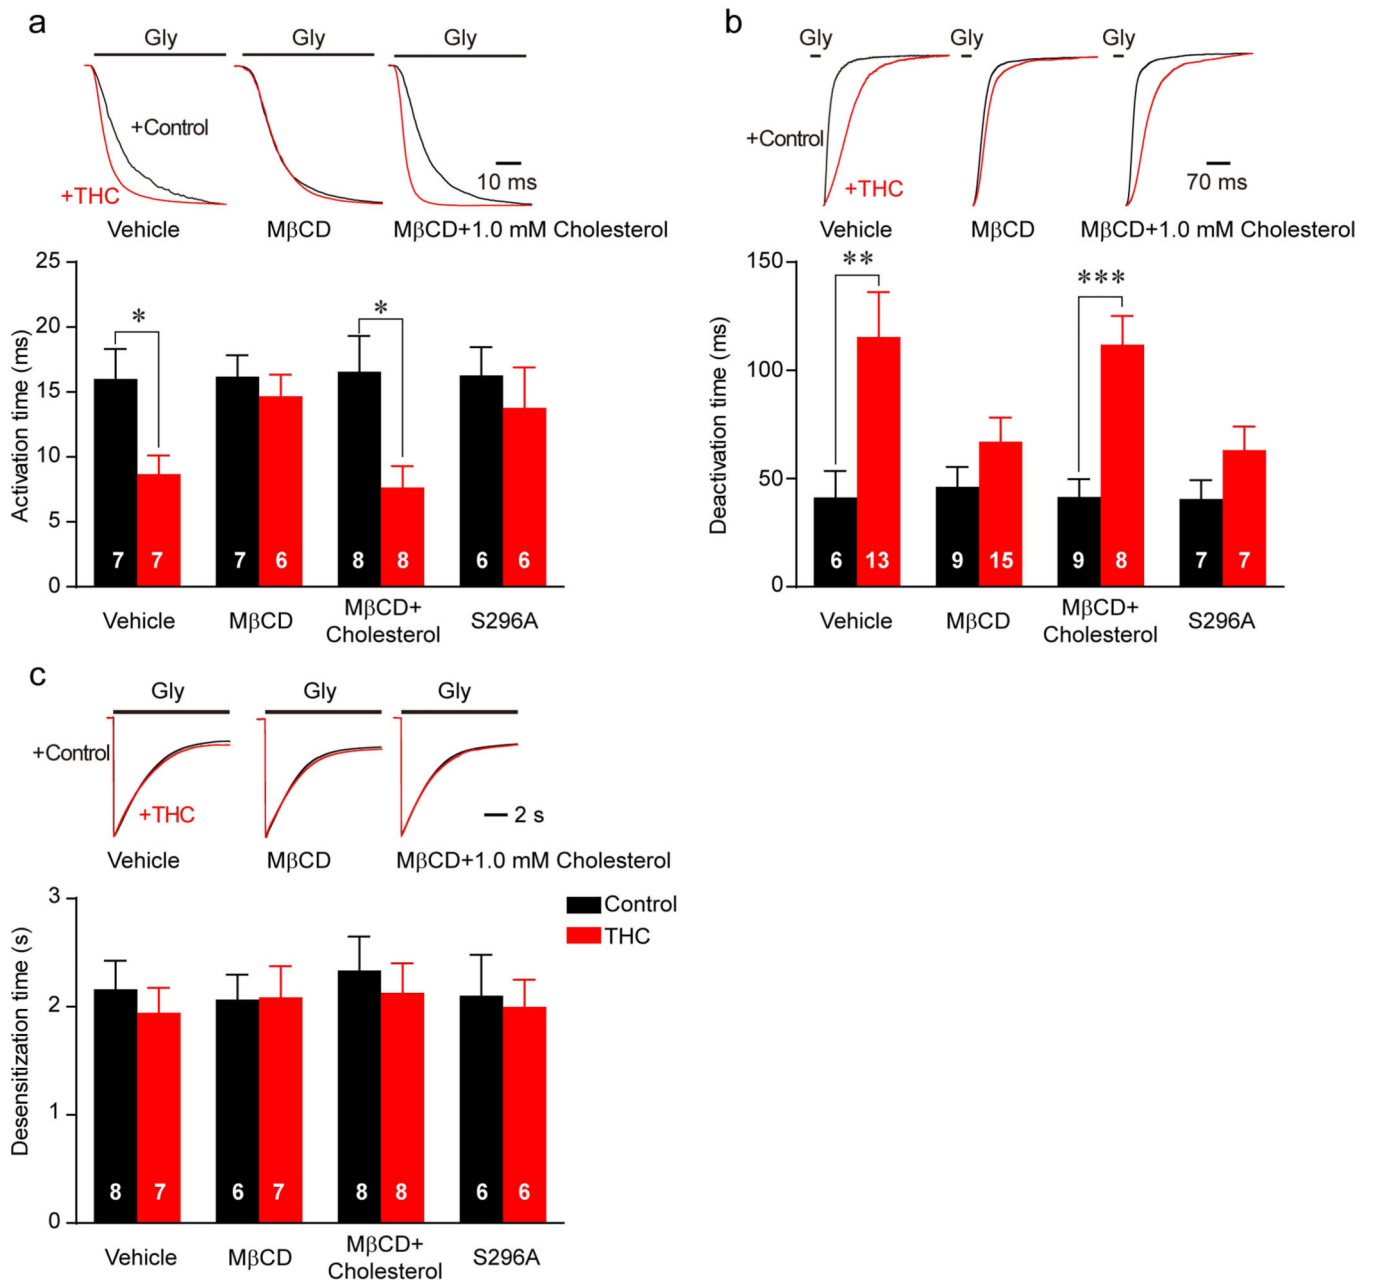 a
Gly Gly Gly
+Control
+THC
10 ms
Vehicle MβCD MβCD+1.0 mM Cholesterol
Activation time (ms)
25
20
15
10
5
0
* *
7 7 7 6 8 8 6 6
Vehicle MβCD MβCD+ Cholesterol S296A
b
Gly Gly Gly
+Control
+THC
70 ms
Vehicle MβCD MβCD+1.0 mM Cholesterol
Deactivation time (ms)
150
100
50
0
** ***
6 13 9 15 9 8 7 7
Vehicle MβCD MβCD+ Cholesterol S296A
c
Gly Gly Gly
+Control
+THC
2 s
Vehicle MβCD MβCD+1.0 mM Cholesterol
Desensitization time (s)
3
2
1
0
Control
THC
8 7 6 7 8 8 6 6
Vehicle MβCD MβCD+ Cholesterol S296A